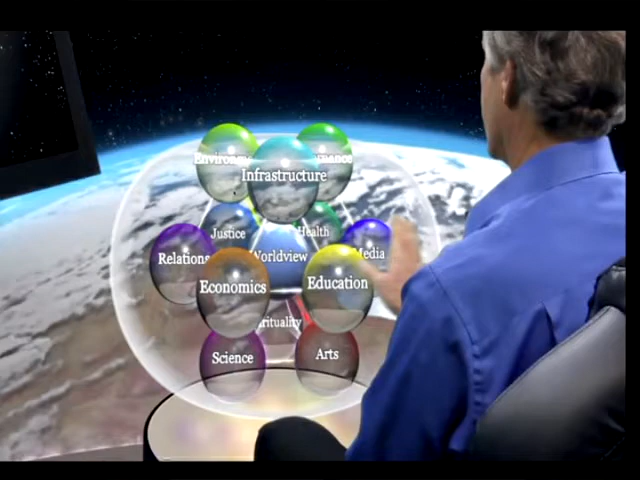 Infrastructure
Justice
Health
Relations
Worldview
Media
Economics
Education
Science
Arts